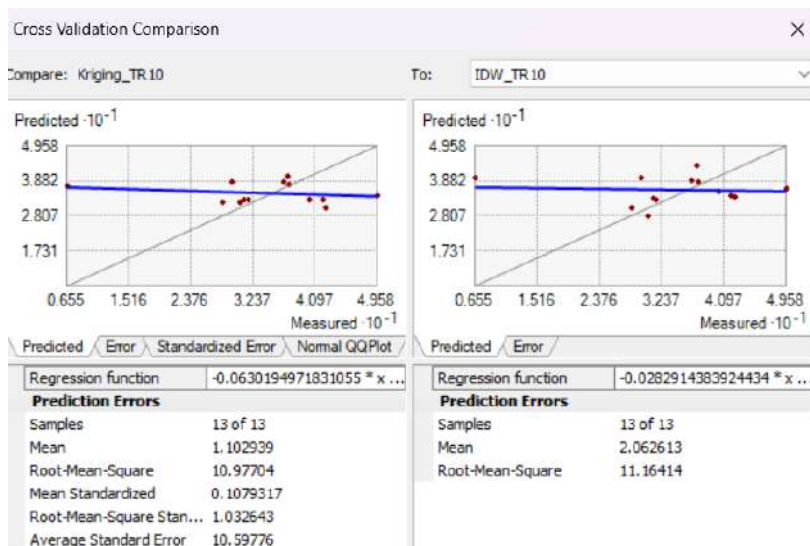 Cross Validation Comparison
Compare: Kriging_TR10 To: IDW_TR10
Predicted ·10⁻¹
4.958
3.882
2.807
1.731
0.655 1.516 2.376 3.237 4.097 4.958
Measured ·10⁻¹
Predicted Error Standardized Error Normal QQPlot
Regression function -0.0630194971831055 * x ...
Prediction Errors
Samples 13 of 13
Mean 1.102939
Root-Mean-Square 10.97704
Mean Standardized 0.1079317
Root-Mean-Square Stan... 1.032643
Average Standard Error 10.59776
Predicted ·10⁻¹
4.958
3.882
2.807
1.731
0.655 1.516 2.376 3.237 4.097 4.958
Measured ·10⁻¹
Predicted Error
Regression function -0.0282914383924434 * x ...
Prediction Errors
Samples 13 of 13
Mean 2.062613
Root-Mean-Square 11.16414